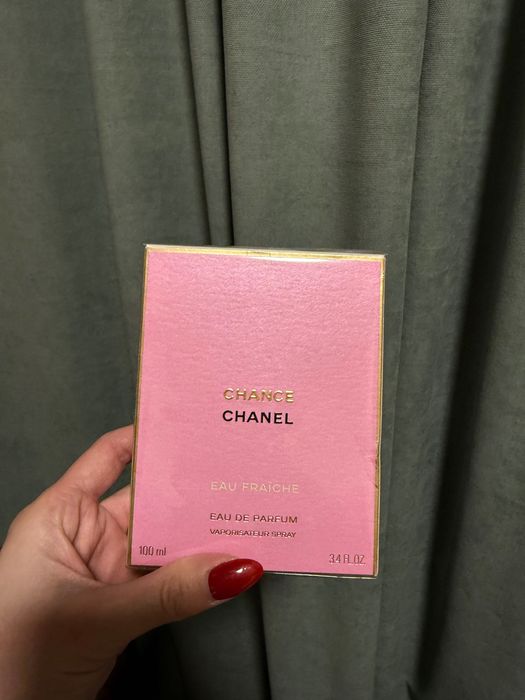 CHANCE
CHANEL
EAU FRAÎCHE
EAU DE PARFUM
VAPORISATEUR SPRAY
100 ml 3.4 FL.OZ.